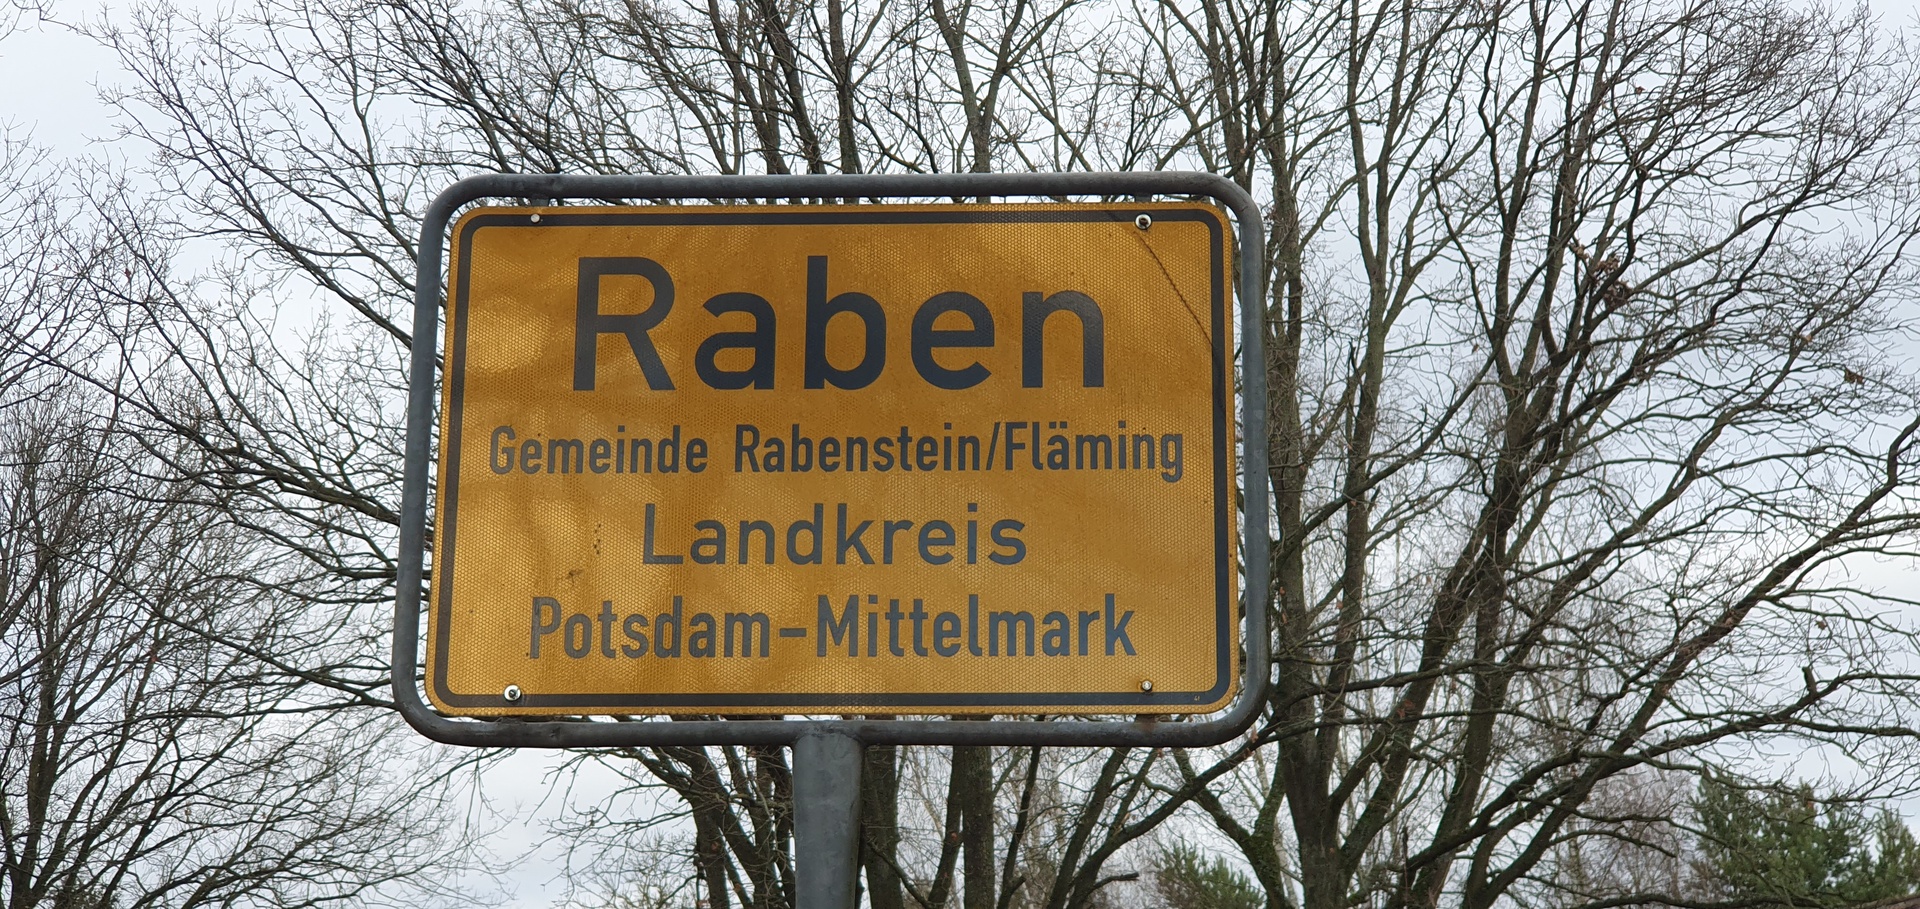 Raben
Gemeinde Rabenstein/Fläming
Landkreis
Potsdam-Mittelmark